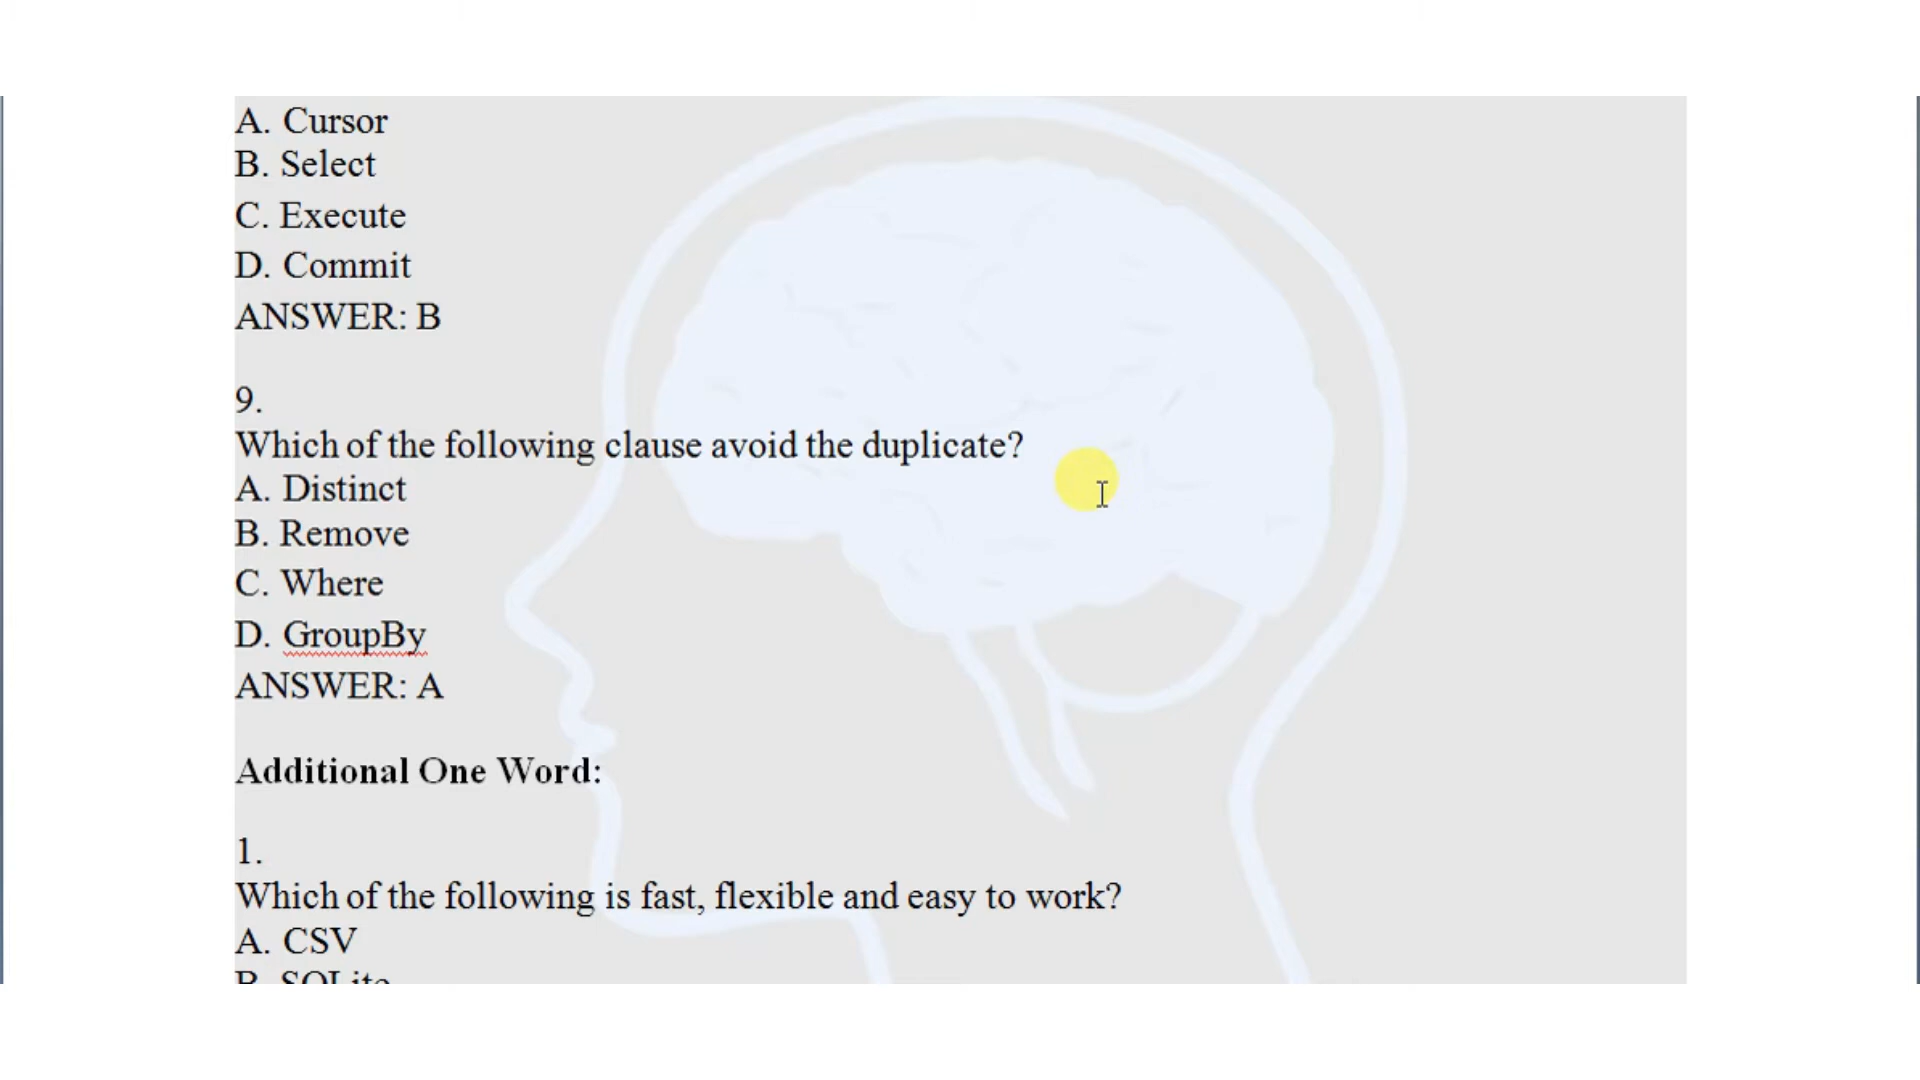 A. Cursor
B. Select
C. Execute
D. Commit
ANSWER: B
9.
Which of the following clause avoid the duplicate?
A. Distinct
B. Remove
C. Where
D. GroupBy
ANSWER: A
Additional One Word:
1.
Which of the following is fast, flexible and easy to work?
A. CSV
B. SQLite